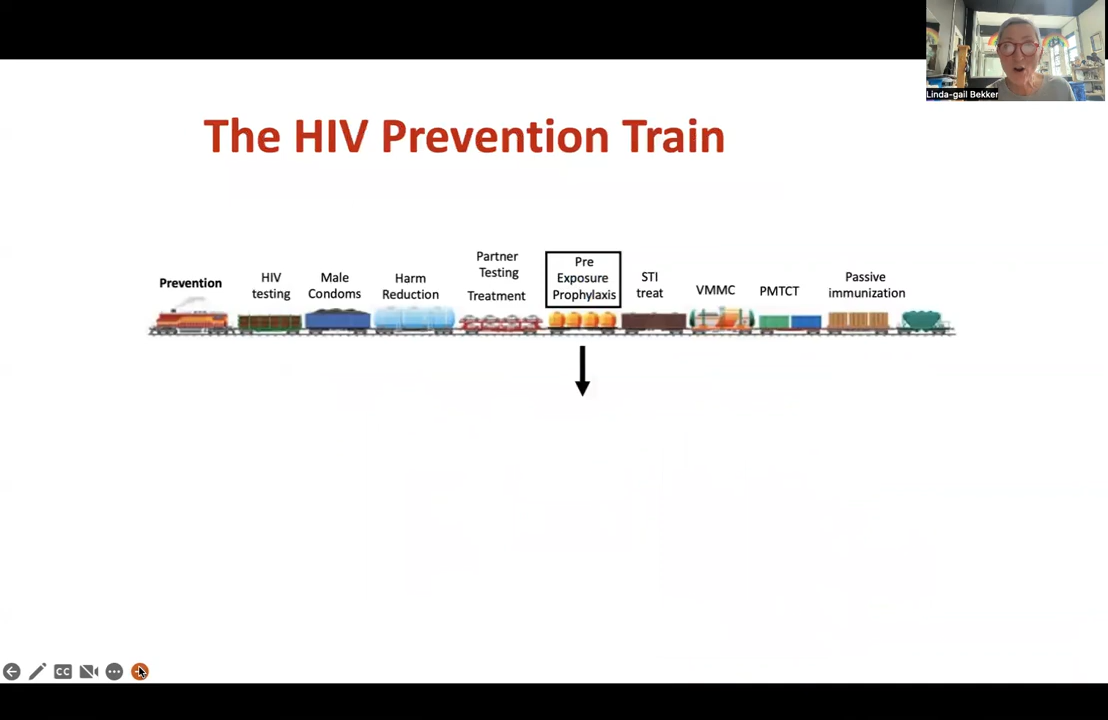 Linda-gail Bekker
The HIV Prevention Train
Prevention
HIV
testing
Male
Condoms
Harm
Reduction
Partner
Testing
Treatment
Pre
Exposure
Prophylaxis
STI
treat
VMMC
PMTCT
Passive
immunization
CC